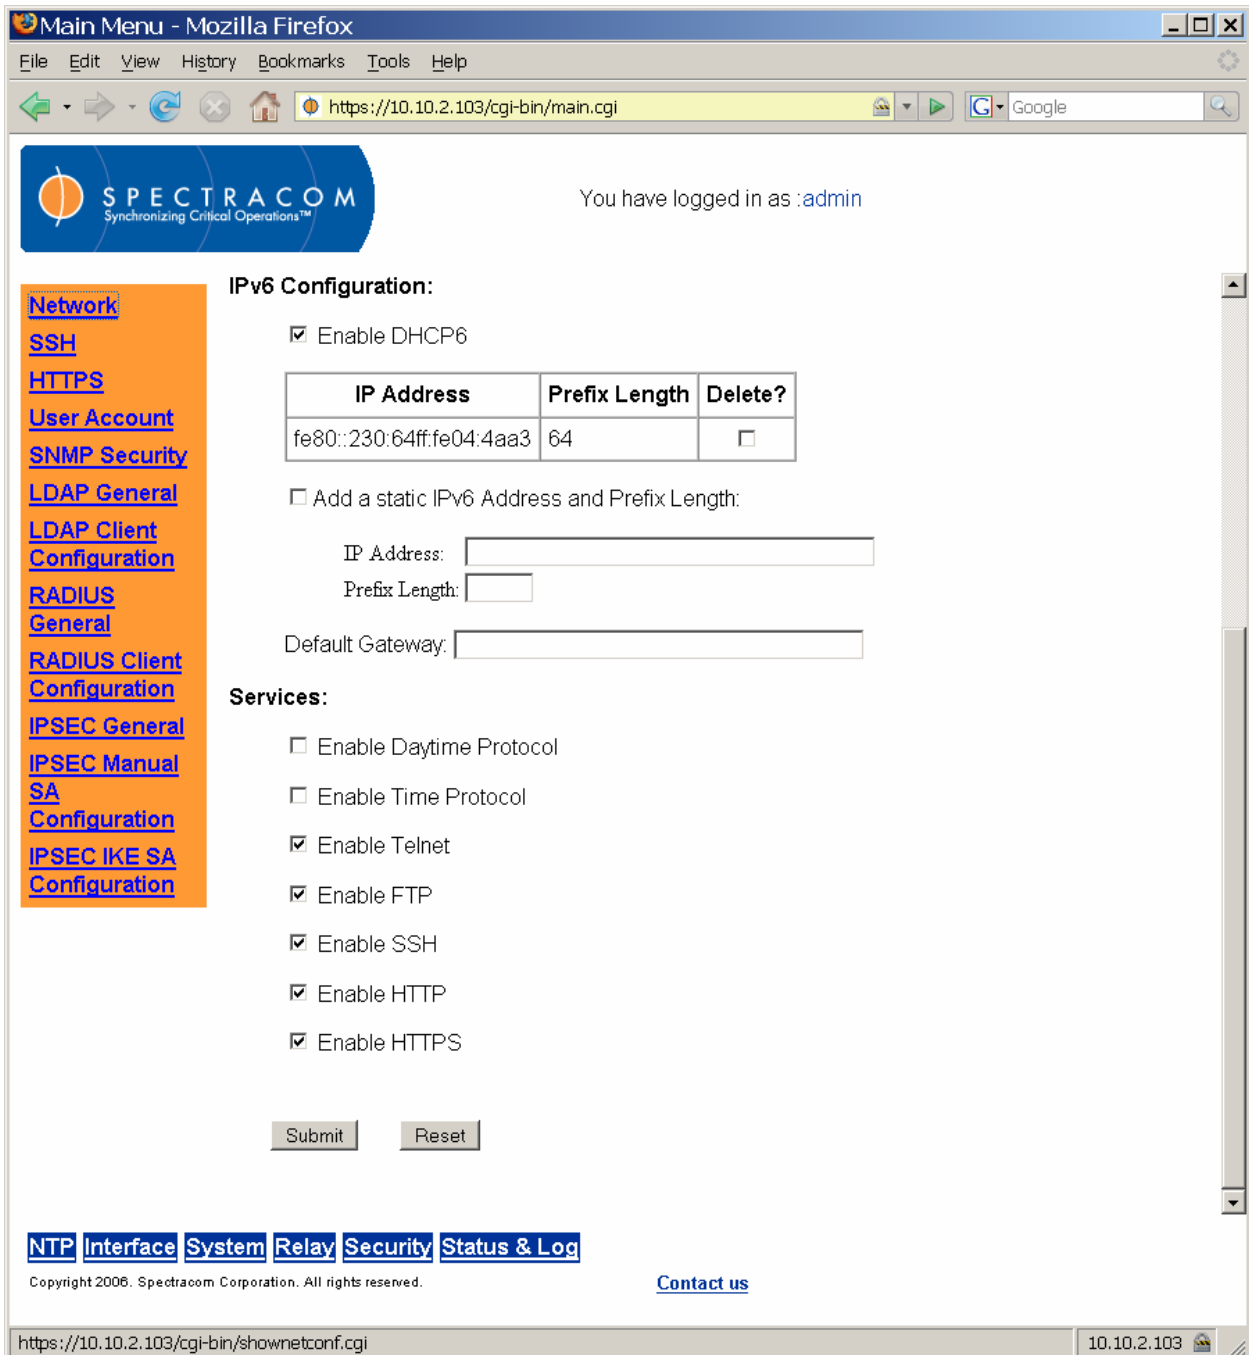 Main Menu - Mozilla Firefox
File Edit View History Bookmarks Tools Help
https://10.10.2.103/cgi-bin/main.cgi
G Google
SPECTRACOM
Synchronizing Critical Operations™
You have logged in as :admin
Network
SSH
HTTPS
User Account
SNMP Security
LDAP General
LDAP Client
Configuration
RADIUS
General
RADIUS Client
Configuration
IPSEC General
IPSEC Manual
SA
Configuration
IPSEC IKE SA
Configuration
IPv6 Configuration:
Enable DHCP6
IP Address Prefix Length Delete?
fe80::230:64ff:fe04:4aa3 64
Add a static IPv6 Address and Prefix Length:
IP Address:
Prefix Length:
Default Gateway:
Services:
Enable Daytime Protocol
Enable Time Protocol
Enable Telnet
Enable FTP
Enable SSH
Enable HTTP
Enable HTTPS
Submit Reset
NTP Interface System Relay Security Status & Log
Copyright 2006. Spectracom Corporation. All rights reserved.
Contact us
https://10.10.2.103/cgi-bin/shownetconf.cgi
10.10.2.103